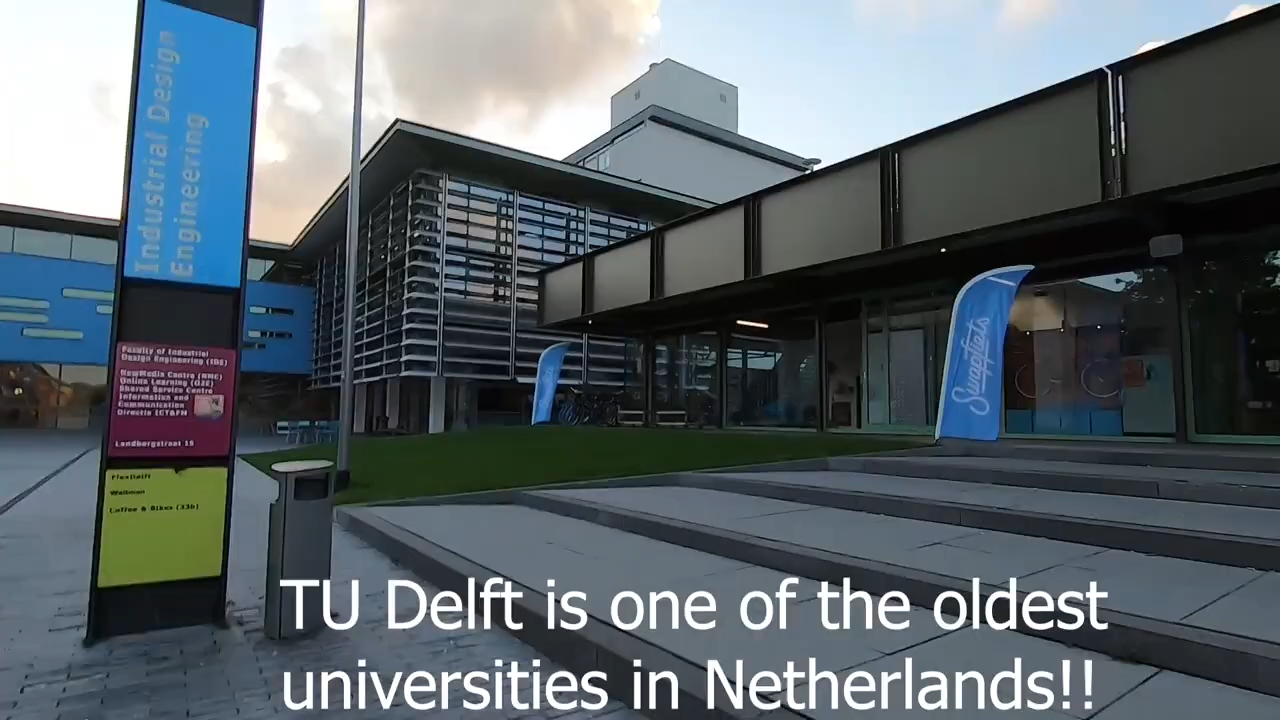 Industrial Design
Engineering
Faculty of Industrial
Design Engineering (IDE)
NewMedia Centre (NMC)
Online Learning (O2E)
Shared Service Centre
Information and
Communication
Directie ICT&FM
Landbergstraat 15
FlexDelft
Coffee & Bikes (33b)
Swapfiets
TU Delft is one of the oldest
universities in Netherlands!!